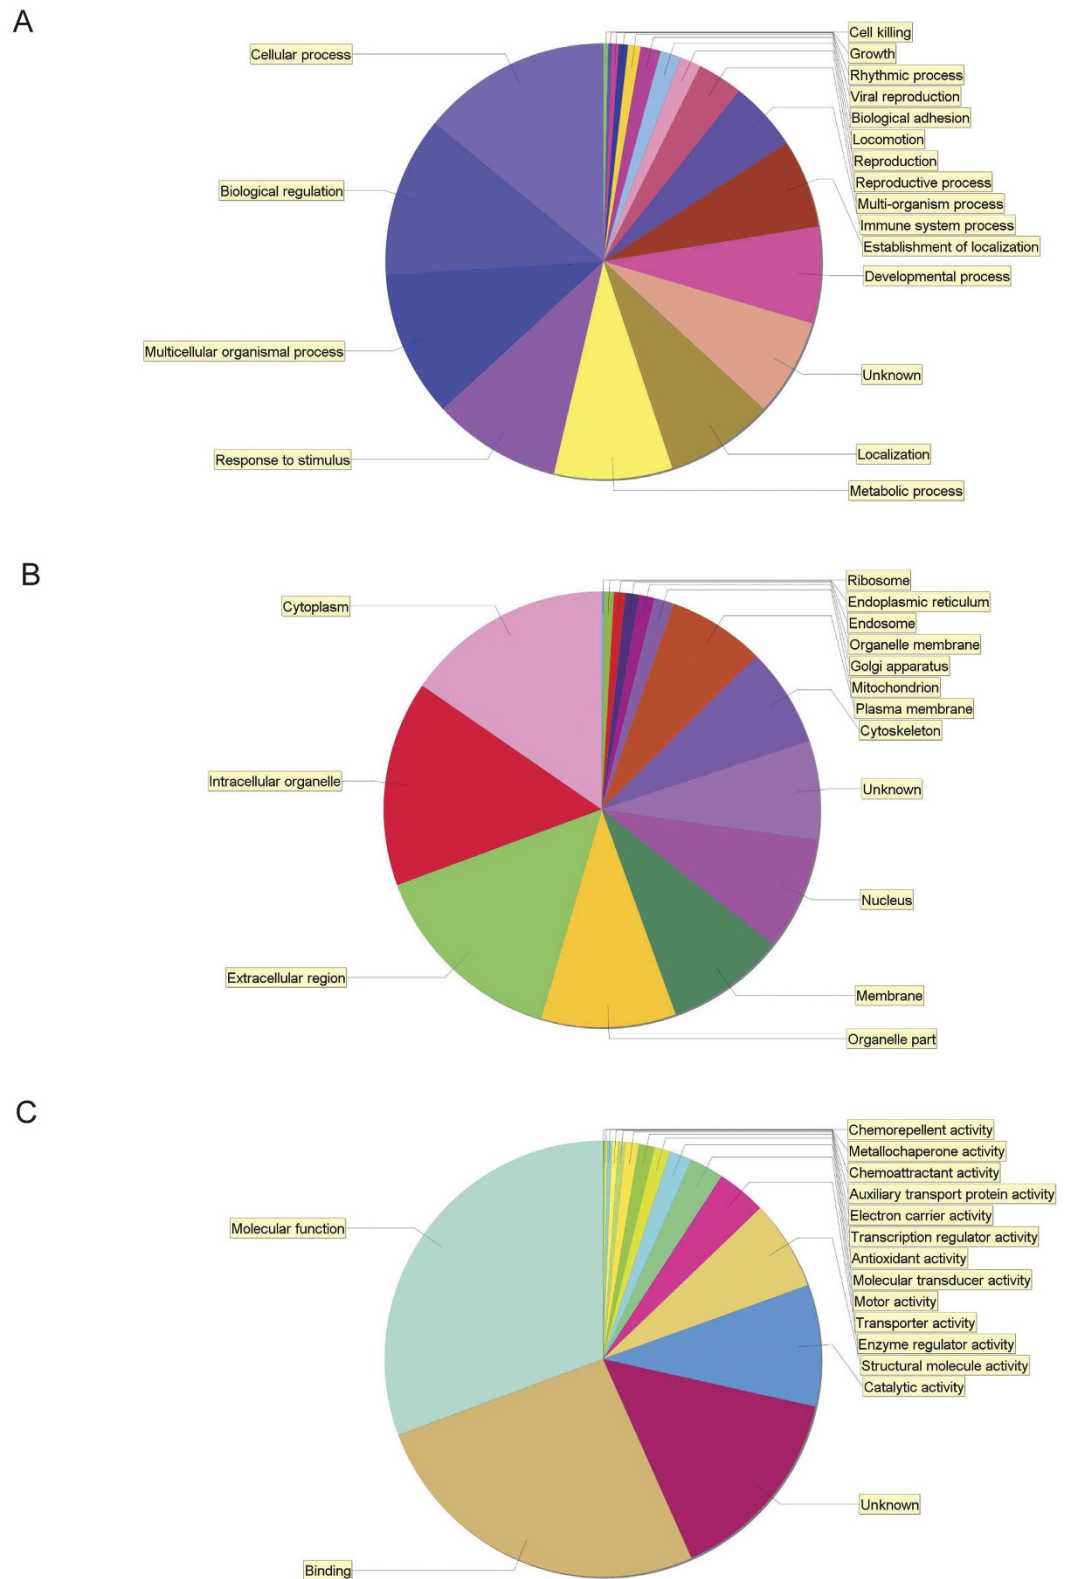 A
Cellular process
Biological regulation
Multicellular organismal process
Response to stimulus
Cell killing
Growth
Rhythmic process
Viral reproduction
Biological adhesion
Locomotion
Reproduction
Reproductive process
Multi-organism process
Immune system process
Establishment of localization
Developmental process
Unknown
Localization
Metabolic process
B
Cytoplasm
Intracellular organelle
Extracellular region
Ribosome
Endoplasmic reticulum
Endosome
Organelle membrane
Golgi apparatus
Mitochondrion
Plasma membrane
Cytoskeleton
Unknown
Nucleus
Membrane
Organelle part
C
Molecular function
Binding
Chemorepellent activity
Metallochaperone activity
Chemoattractant activity
Auxiliary transport protein activity
Electron carrier activity
Transcription regulator activity
Antioxidant activity
Molecular transducer activity
Motor activity
Transporter activity
Enzyme regulator activity
Structural molecule activity
Catalytic activity
Unknown